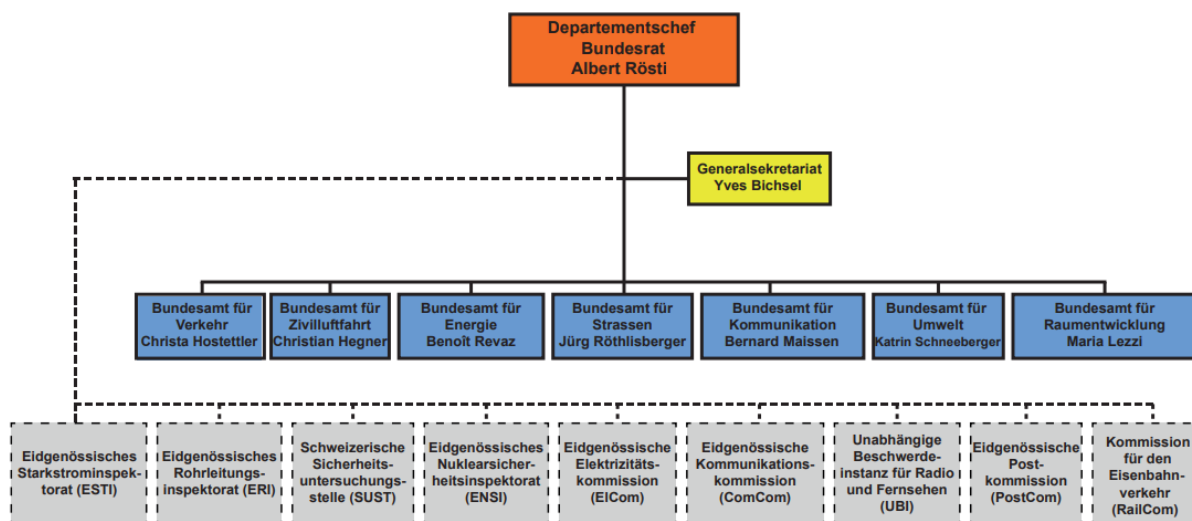 Departementschef
Bundesrat
Albert Rösti
Generalsekretariat
Yves Bichsel
Bundesamt für
Verkehr
Christa Hostettler
Bundesamt für
Zivilluftfahrt
Christian Hegner
Bundesamt für
Energie
Benoît Revaz
Bundesamt für
Strassen
Jürg Röthlisberger
Bundesamt für
Kommunikation
Bernard Maissen
Bundesamt für
Umwelt
Katrin Schneeberger
Bundesamt für
Raumentwicklung
Maria Lezzi
Eidgenössisches
Starkstrominspek-
torat (ESTI)
Eidgenössisches
Rohrleitungs-
inspektorat (ERI)
Schweizerische
Sicherheits-
untersuchungs-
stelle (SUST)
Eidgenössisches
Nuklearsicher-
heitsinspektorat
(ENSI)
Eidgenössische
Elektrizitäts-
kommission
(ElCom)
Eidgenössische
Kommunikations-
kommission
(ComCom)
Unabhängige
Beschwerde-
instanz für Radio
und Fernsehen
(UBI)
Eidgenössische
Post-
kommission
(PostCom)
Kommission
für den
Eisenbahn-
verkehr
(RailCom)